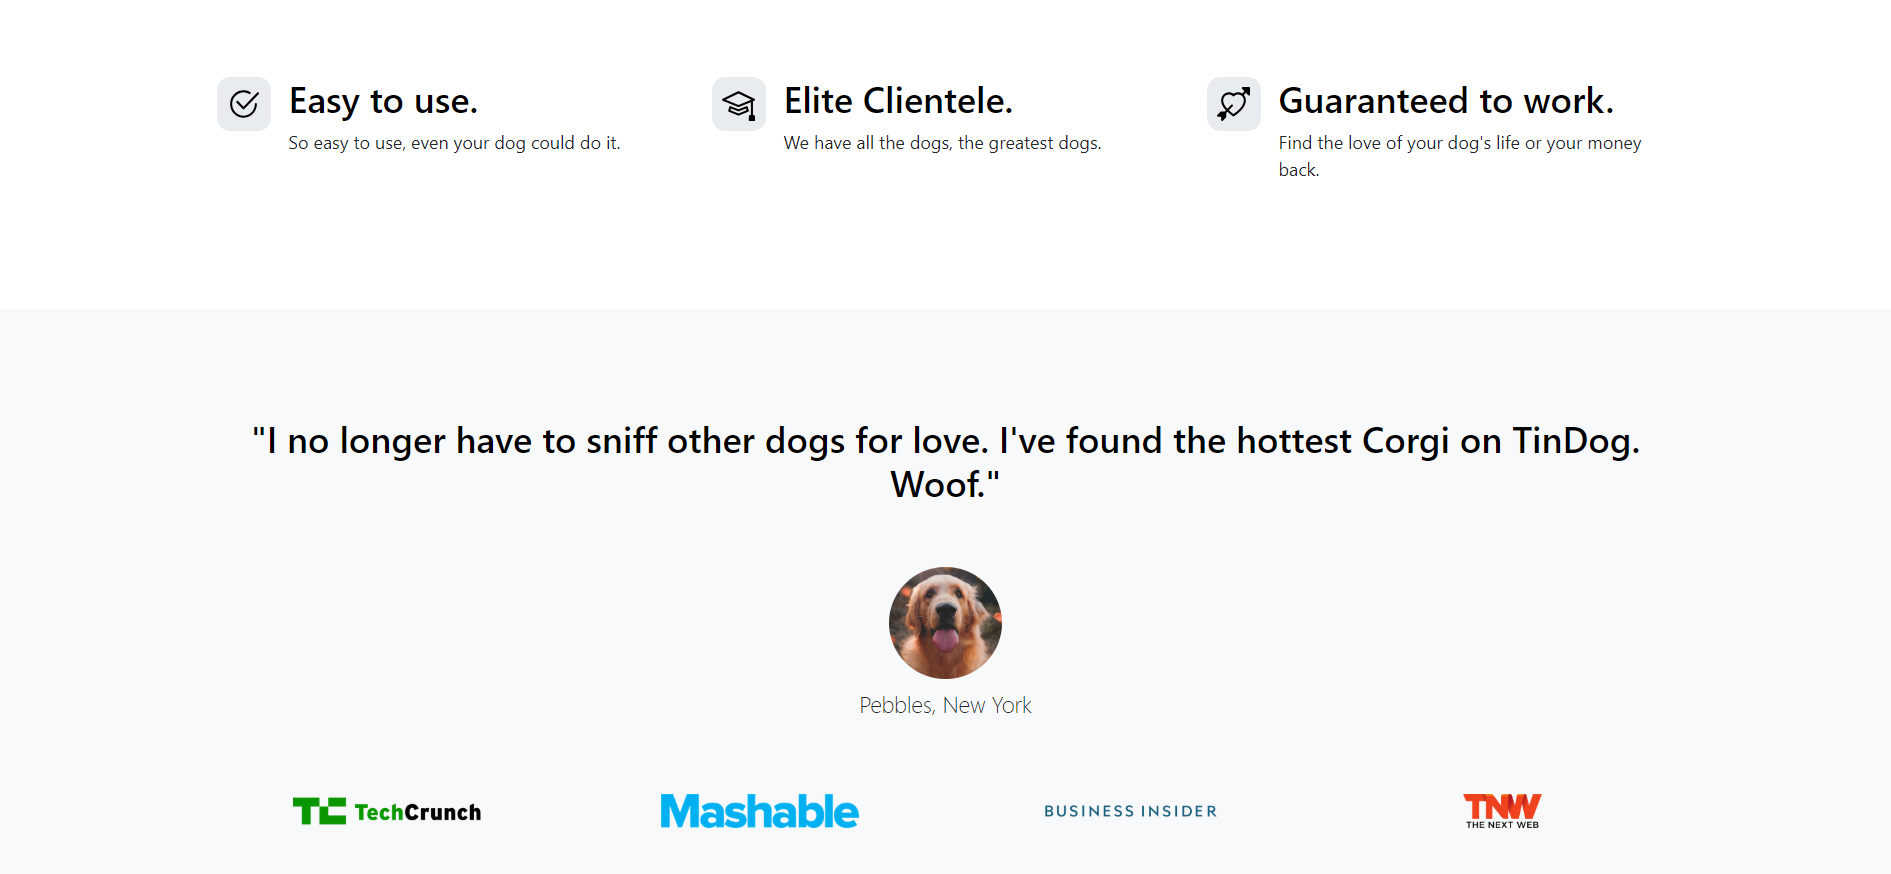 Easy to use.
So easy to use, even your dog could do it.
Elite Clientele.
We have all the dogs, the greatest dogs.
Guaranteed to work.
Find the love of your dog's life or your money
back.
"I no longer have to sniff other dogs for love. I've found the hottest Corgi on TinDog.
Woof."
Pebbles, New York
TC TechCrunch
Mashable
BUSINESS INSIDER
TNW
THE NEXT WEB